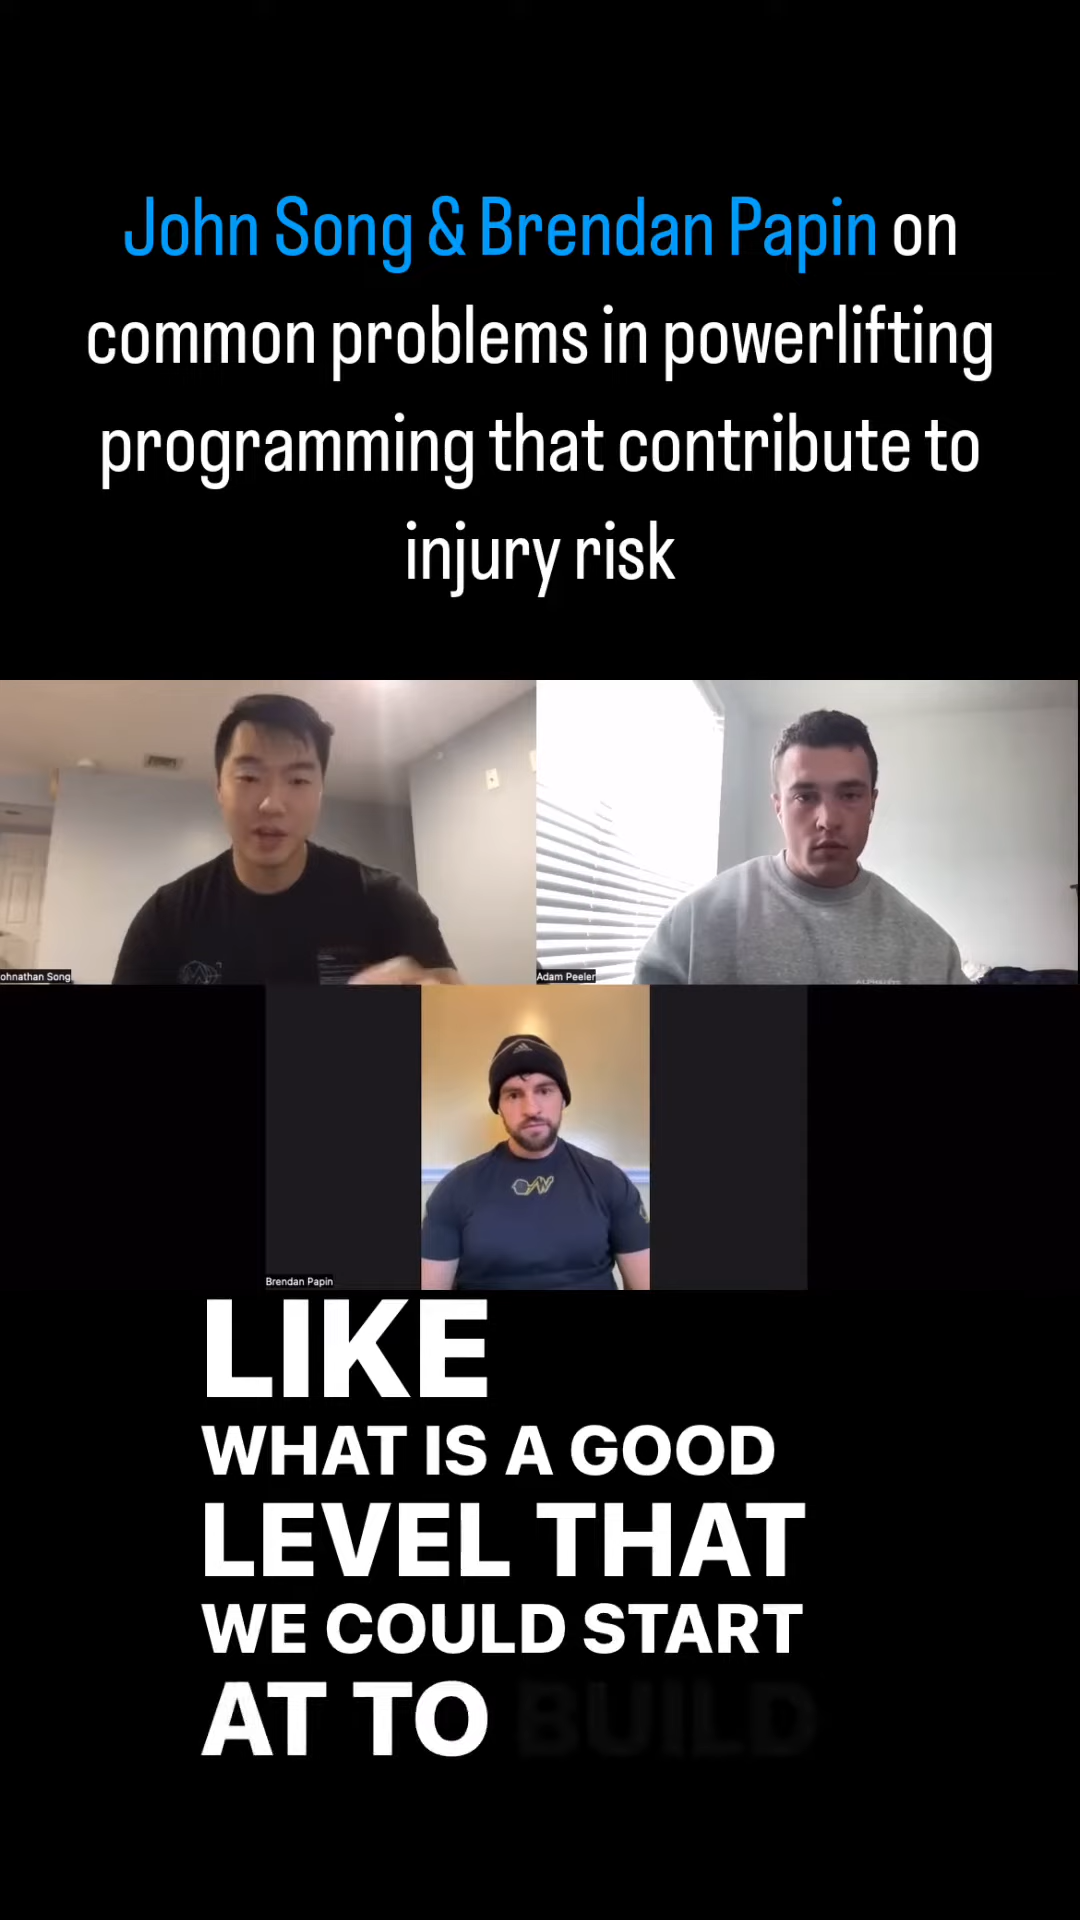 John Song & Brendan Papin on
common problems in powerlifting
programming that contribute to
injury risk
ohnathan Song
Adam Peeler
Brendan Papin
LIKE
WHAT IS A GOOD
LEVEL THAT
WE COULD START
AT TO BUILD